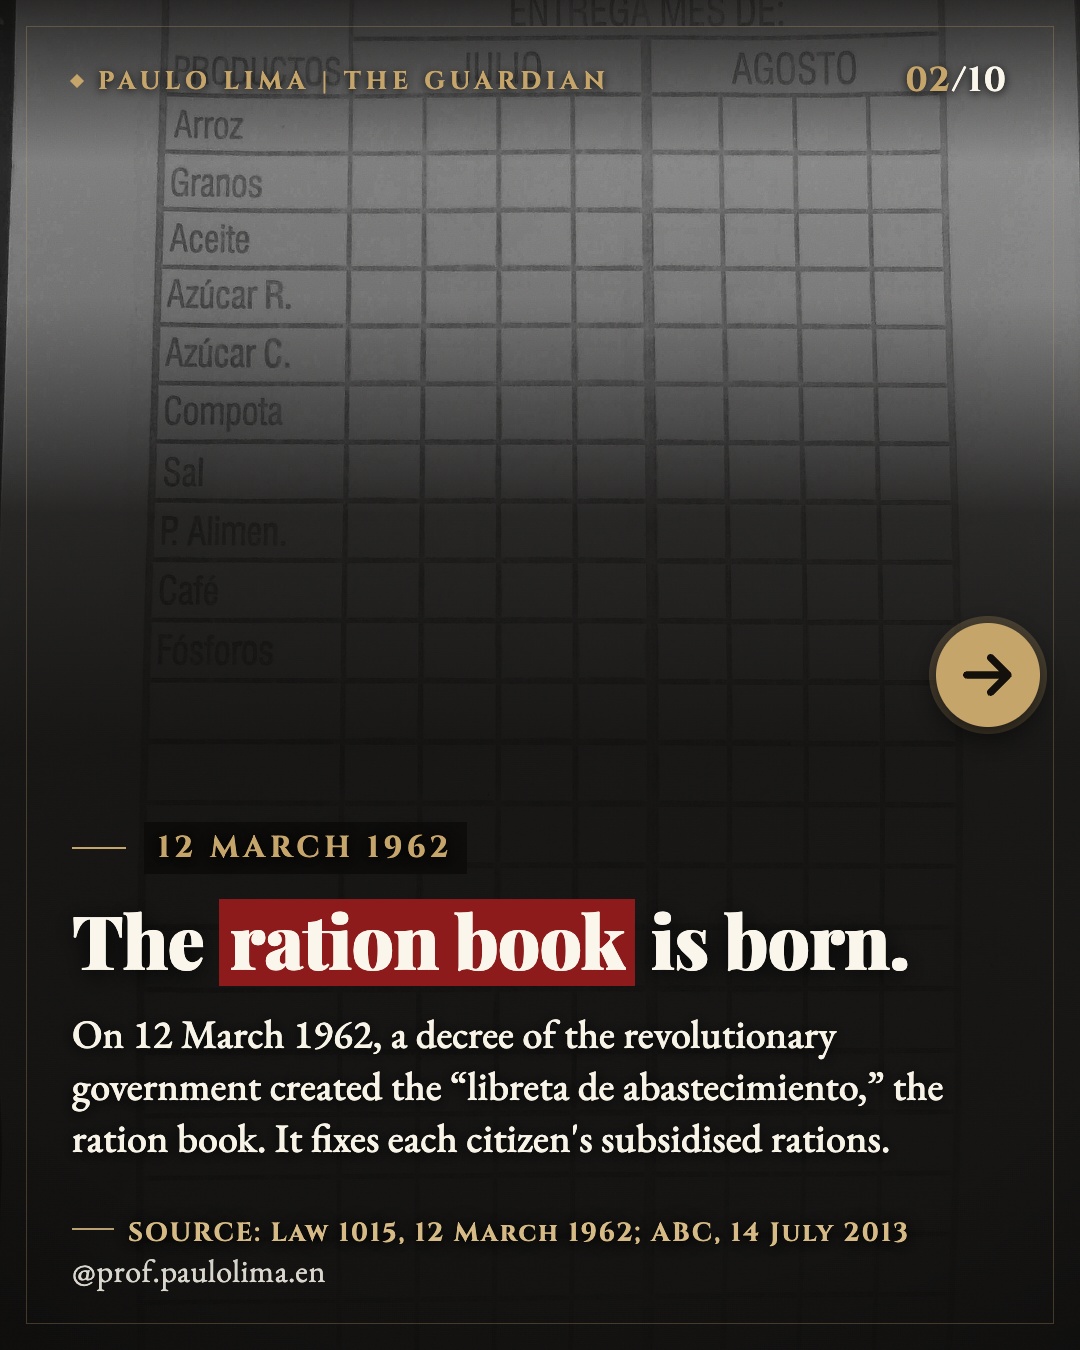 ENTREGA MES DE:
PRODUCTOS JULIO AGOSTO
◆ PAULO LIMA | THE GUARDIAN
02/10
Arroz
Granos
Aceite
Azúcar R.
Azúcar C.
Compota
Sal
P. Alimen.
Café
Fósforos
12 MARCH 1962
The ration book is born.
On 12 March 1962, a decree of the revolutionary
government created the “libreta de abastecimiento,” the
ration book. It fixes each citizen's subsidised rations.
SOURCE: LAW 1015, 12 MARCH 1962; ABC, 14 JULY 2013
@prof.paulolima.en